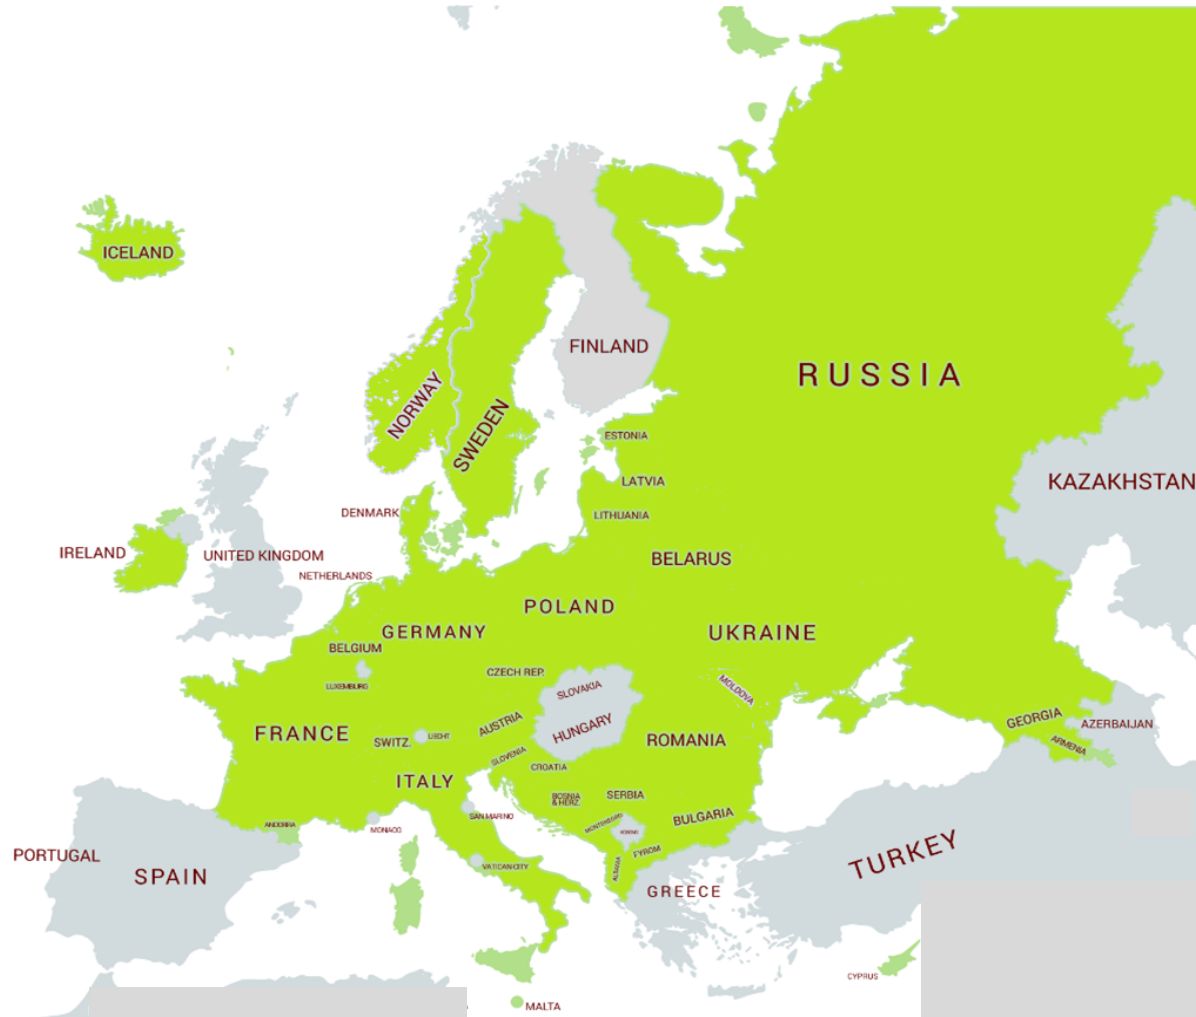 ICELAND
FINLAND
RUSSIA
NORWAY
SWEDEN
ESTONIA
LATVIA
KAZAKHSTAN
DENMARK
LITHUANIA
IRELAND
UNITED KINGDOM
BELARUS
NETHERLANDS
POLAND
GERMANY
UKRAINE
BELGIUM
CZECH REP.
LUXEMBURG
SLOVAKIA
MOLDOVA
AUSTRIA
HUNGARY
GEORGIA
AZERBAIJAN
FRANCE
SWITZ.
LIECHT
ROMANIA
ARMENIA
SLOVENIA
CROATIA
ITALY
BOSNIA
& HERZ.
SERBIA
SAN MARINO
MONTENEGRO
BULGARIA
ANDORRA
MONACO
KOSOVO
PORTUGAL
SPAIN
VATICAN CITY
ALBANIA
FYROM
TURKEY
GREECE
CYPRUS
MALTA